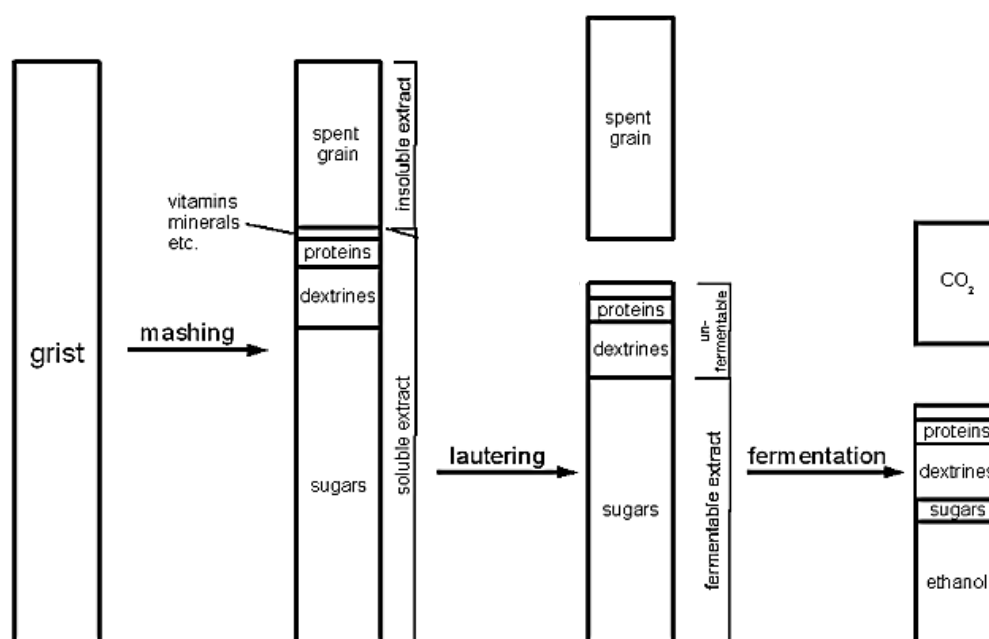 grist
mashing
spent
grain
vitamins
minerals
etc.
proteins
dextrines
sugars
insoluble extract
soluble extract
lautering
spent
grain
proteins
dextrines
sugars
un-
fermentable
fermentable extract
fermentation
CO₂
proteins
dextrines
sugars
ethanol